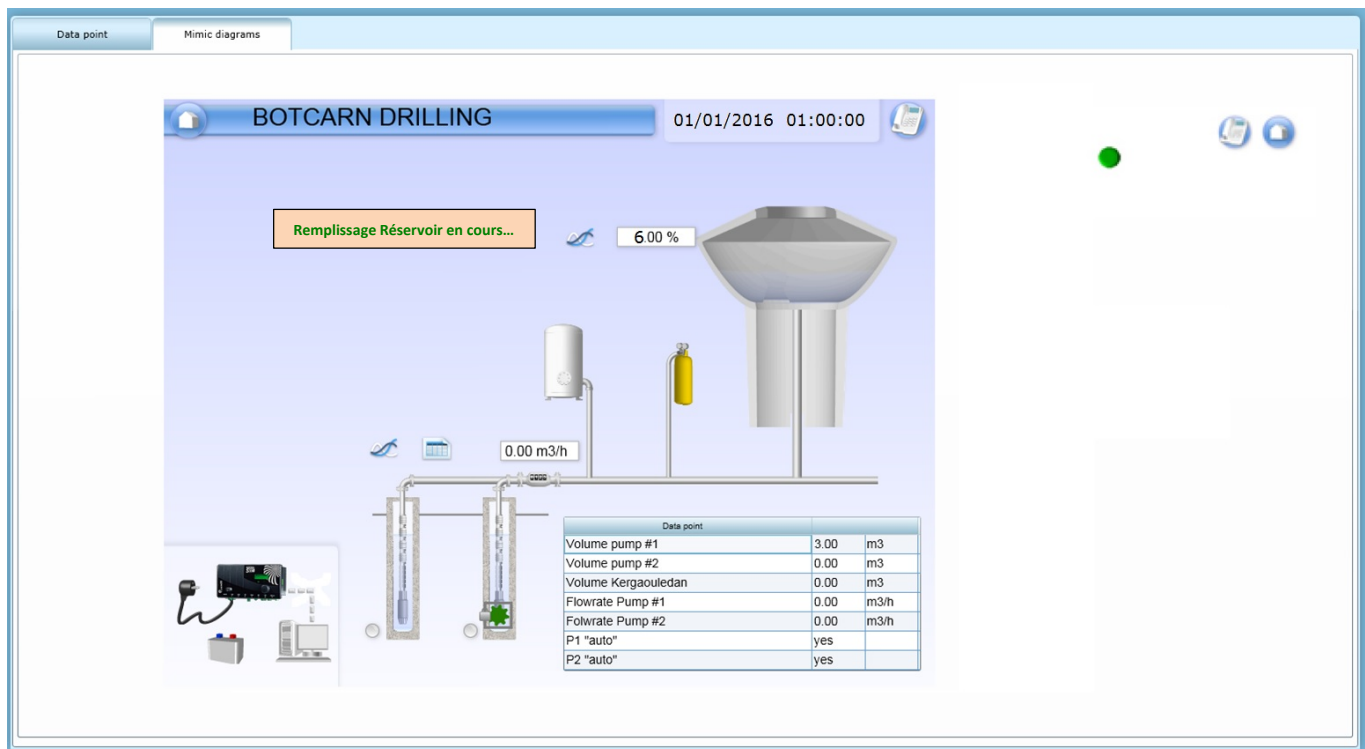 Data point
Mimic diagrams
BOTCARN DRILLING
01/01/2016 01:00:00
Remplissage Réservoir en cours...
6.00 %
0.00 m3/h
Data point
Volume pump #1 3.00 m3
Volume pump #2 0.00 m3
Volume Kergaouledan 0.00 m3
Flowrate Pump #1 0.00 m3/h
Folwrate Pump #2 0.00 m3/h
P1 "auto" yes
P2 "auto" yes